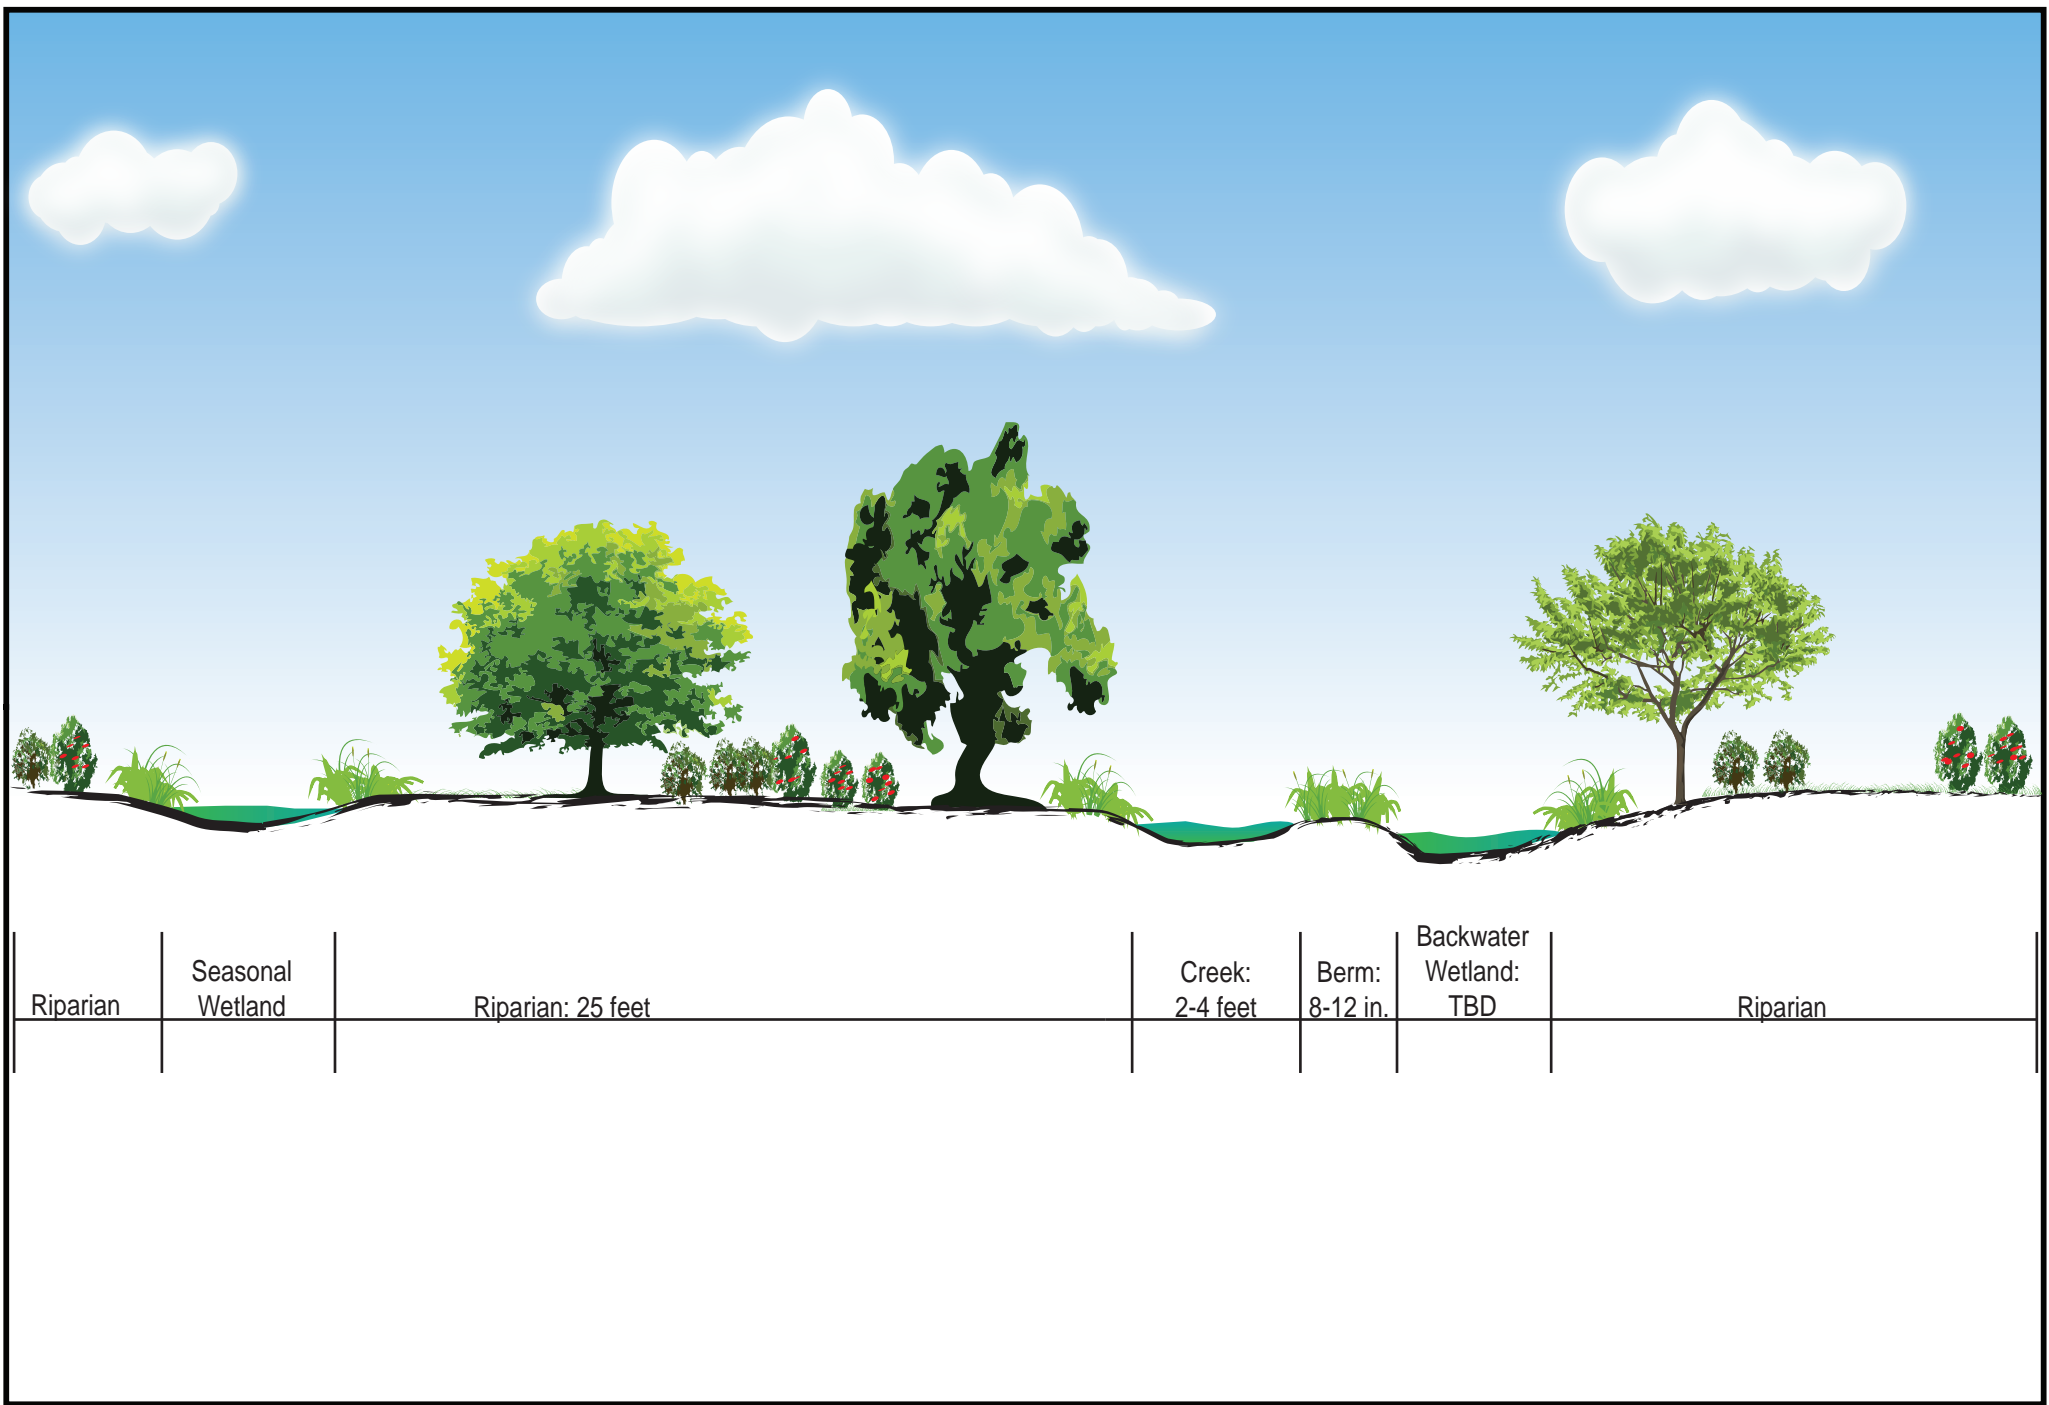 Riparian
Seasonal
Wetland
Riparian: 25 feet
Creek:
2-4 feet
Berm:
8-12 in.
Backwater
Wetland:
TBD
Riparian